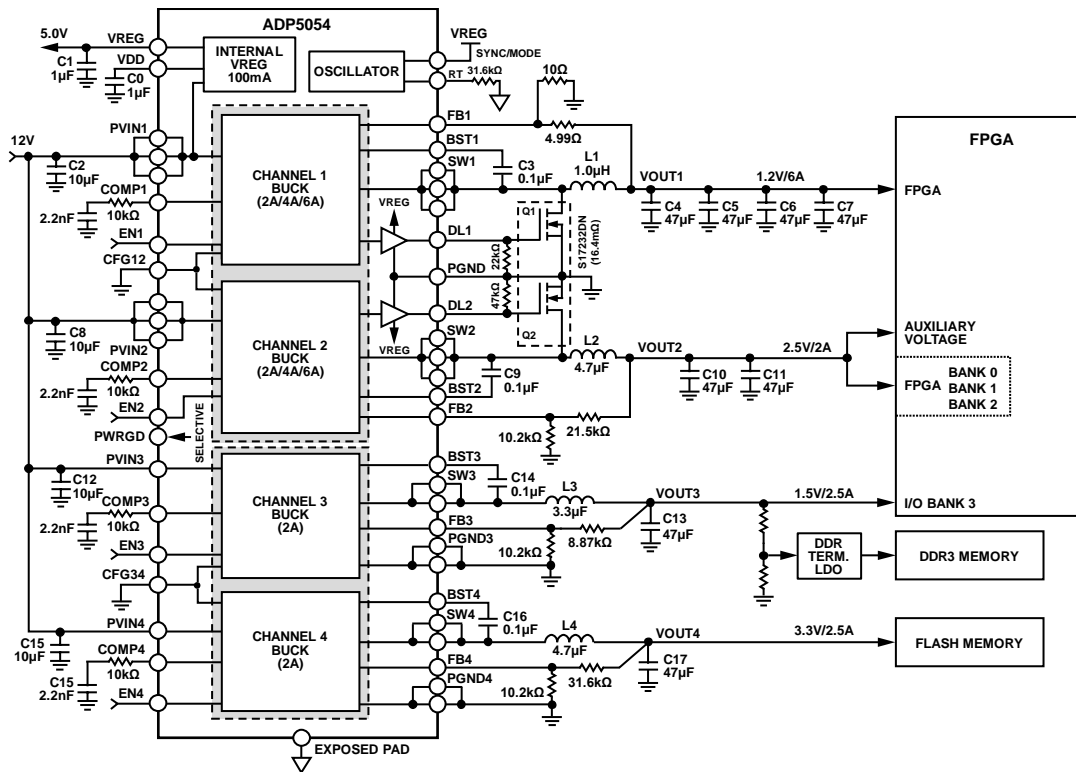 ADP5054
5.0V
VREG
C1
1µF
VDD
C0
1µF
INTERNAL
VREG
100mA
OSCILLATOR
VREG
SYNC/MODE
RT
31.6kΩ
10Ω
FB1
4.99Ω
BST1
SW1
C3
0.1µF
L1
1.0µH
VOUT1
1.2V/6A
C4
47µF
C5
47µF
C6
47µF
C7
47µF
FPGA
FPGA
12V
PVIN1
C2
10µF
COMP1
2.2nF
10kΩ
EN1
CFG12
CHANNEL 1
BUCK
(2A/4A/6A)
VREG
DL1
Q1
22kΩ
S17232DN
(16.4mΩ)
PGND
47kΩ
DL2
Q2
VREG
C8
10µF
PVIN2
COMP2
2.2nF
10kΩ
EN2
PWRGD
SELECTIVE
CHANNEL 2
BUCK
(2A/4A/6A)
SW2
C9
0.1µF
BST2
FB2
L2
4.7µF
VOUT2
2.5V/2A
C10
47µF
C11
47µF
10.2kΩ
21.5kΩ
AUXILIARY
VOLTAGE
FPGA
BANK 0
BANK 1
BANK 2
PVIN3
C12
10µF
COMP3
2.2nF
10kΩ
EN3
CFG34
CHANNEL 3
BUCK
(2A)
BST3
SW3
C14
0.1µF
L3
3.3µF
VOUT3
1.5V/2.5A
I/O BANK 3
FB3
8.87kΩ
C13
47µF
10.2kΩ
PGND3
DDR
TERM.
LDO
DDR3 MEMORY
PVIN4
C15
10µF
COMP4
C15
2.2nF
10kΩ
EN4
CHANNEL 4
BUCK
(2A)
BST4
SW4
C16
0.1µF
L4
4.7µF
VOUT4
3.3V/2.5A
FLASH MEMORY
FB4
31.6kΩ
C17
47µF
10.2kΩ
PGND4
EXPOSED PAD